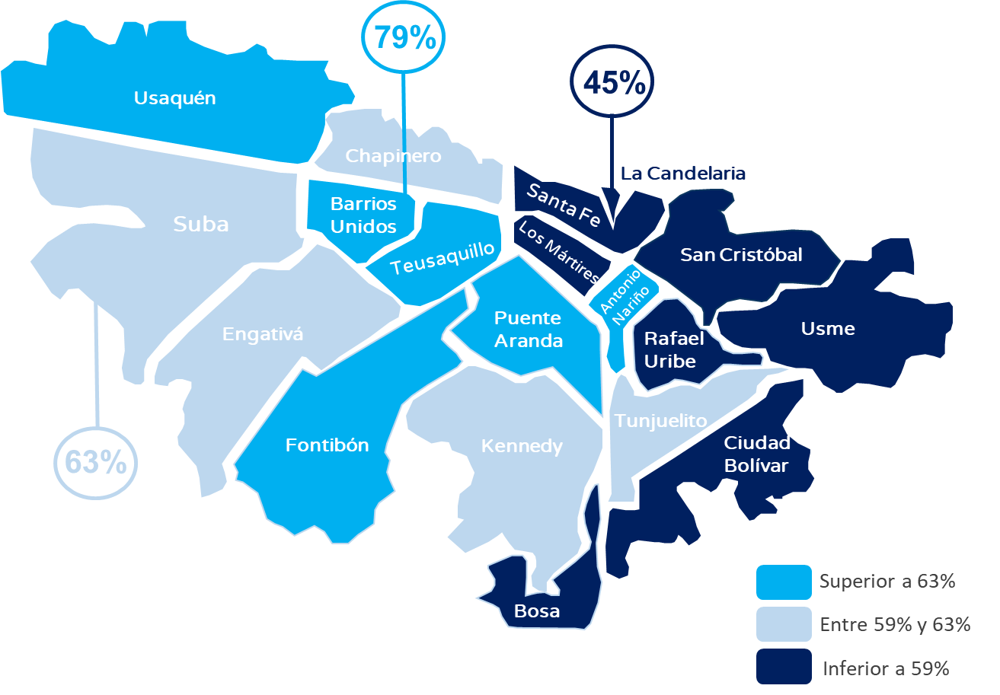 79%
45%
Usaquén
Chapinero
La Candelaria
Santa Fe
Barrios
Unidos
Suba
Los Mártires
San Cristóbal
Teusaquillo
Antonio
Nariño
Puente
Aranda
Engativá
Rafael
Uribe
Usme
Tunjuelito
Fontibón
Kennedy
Ciudad
Bolívar
63%
Bosa
Superior a 63%
Entre 59% y 63%
Inferior a 59%